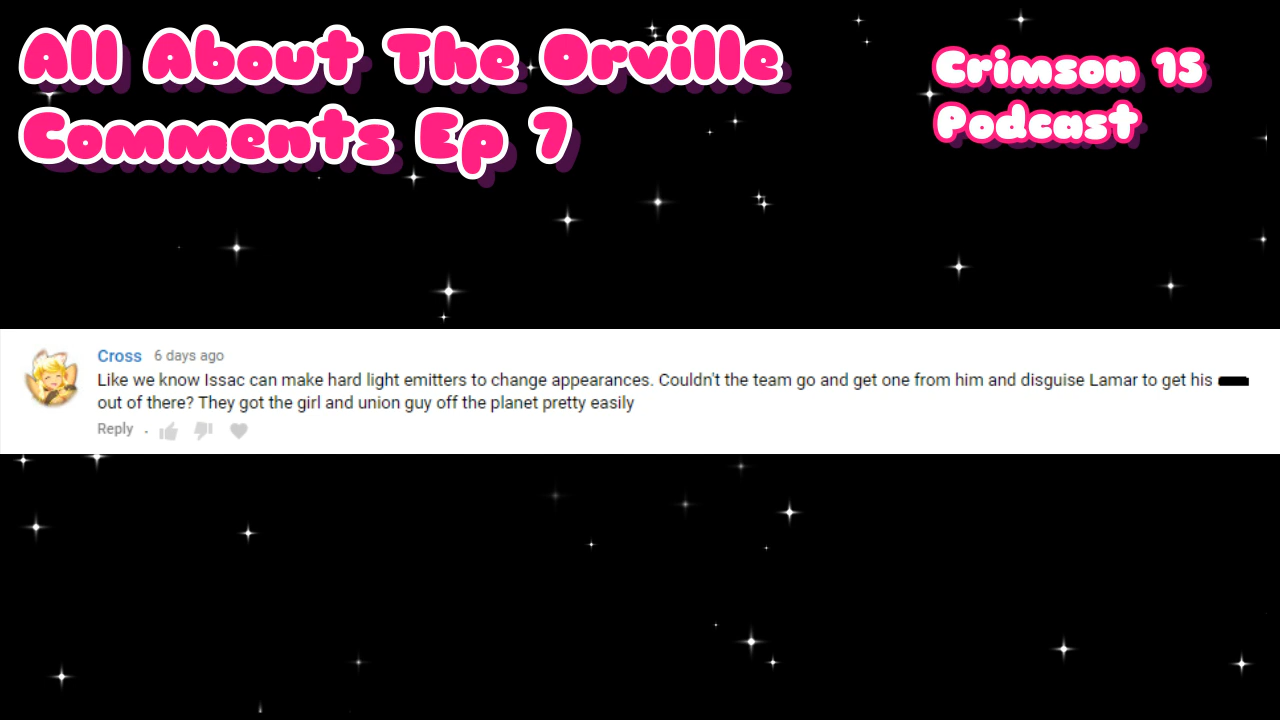 All About The Orville
Comments Ep 7
Crimson 15
Podcast
Cross 6 days ago
Like we know Issac can make hard light emitters to change appearances. Couldn't the team go and get one from him and disguise Lamar to get his
out of there? They got the girl and union guy off the planet pretty easily
Reply .